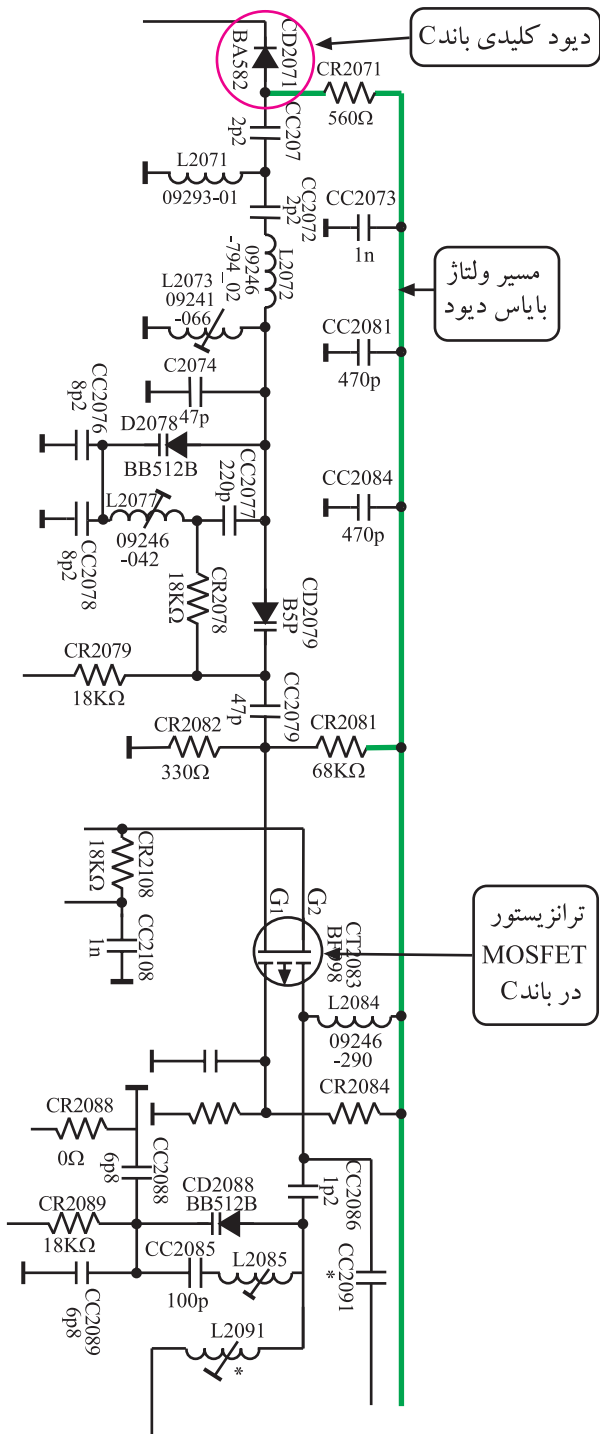 دیود کلیدی باند C
CD2071
BA582
CR2071
560Ω
CC207
2p2
L2071
09293-01
CC2072
2p2
CC2073
1n
L2072
09246
-794_02
L2073
09241
-066
مسیر ولتاژ
بایاس دیود
CC2081
470p
C2074
47p
CC2076
8p2
D2078
BB512B
CC2077
220p
CC2084
470p
L2077
09246
-042
CC2078
8p2
CR2078
18KΩ
CD2079
B5P
CR2079
18KΩ
CC2079
47p
CR2082
330Ω
CR2081
68KΩ
CR2108
18KΩ
CC2108
1n
G2
G1
CT2083
BF998
ترانزیستور
MOSFET
در باند C
L2084
09246
-290
CR2084
CR2088
0Ω
CC2088
6p8
CD2088
BB512B
CC2086
1p2
CR2089
18KΩ
CC2085
100p
L2085
CC2091
*
CC2089
6p8
L2091
*